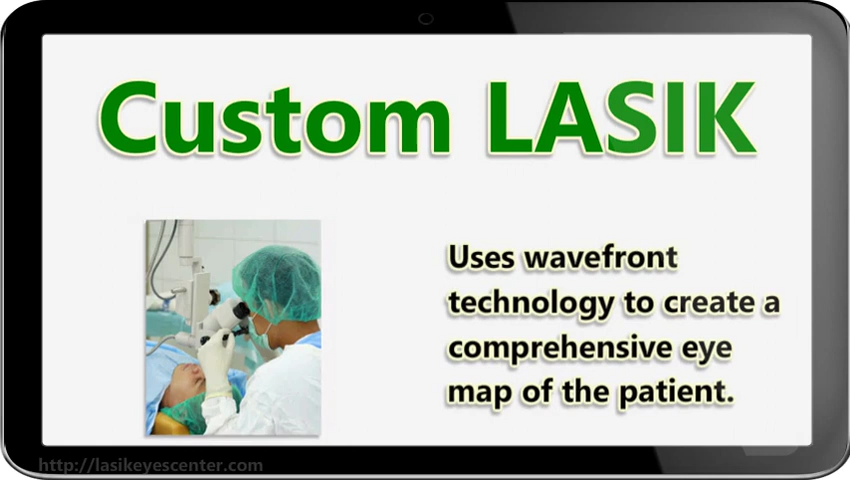 Custom LASIK
Uses wavefront
technology to create a
comprehensive eye
map of the patient.
http://lasikeyescenter.com